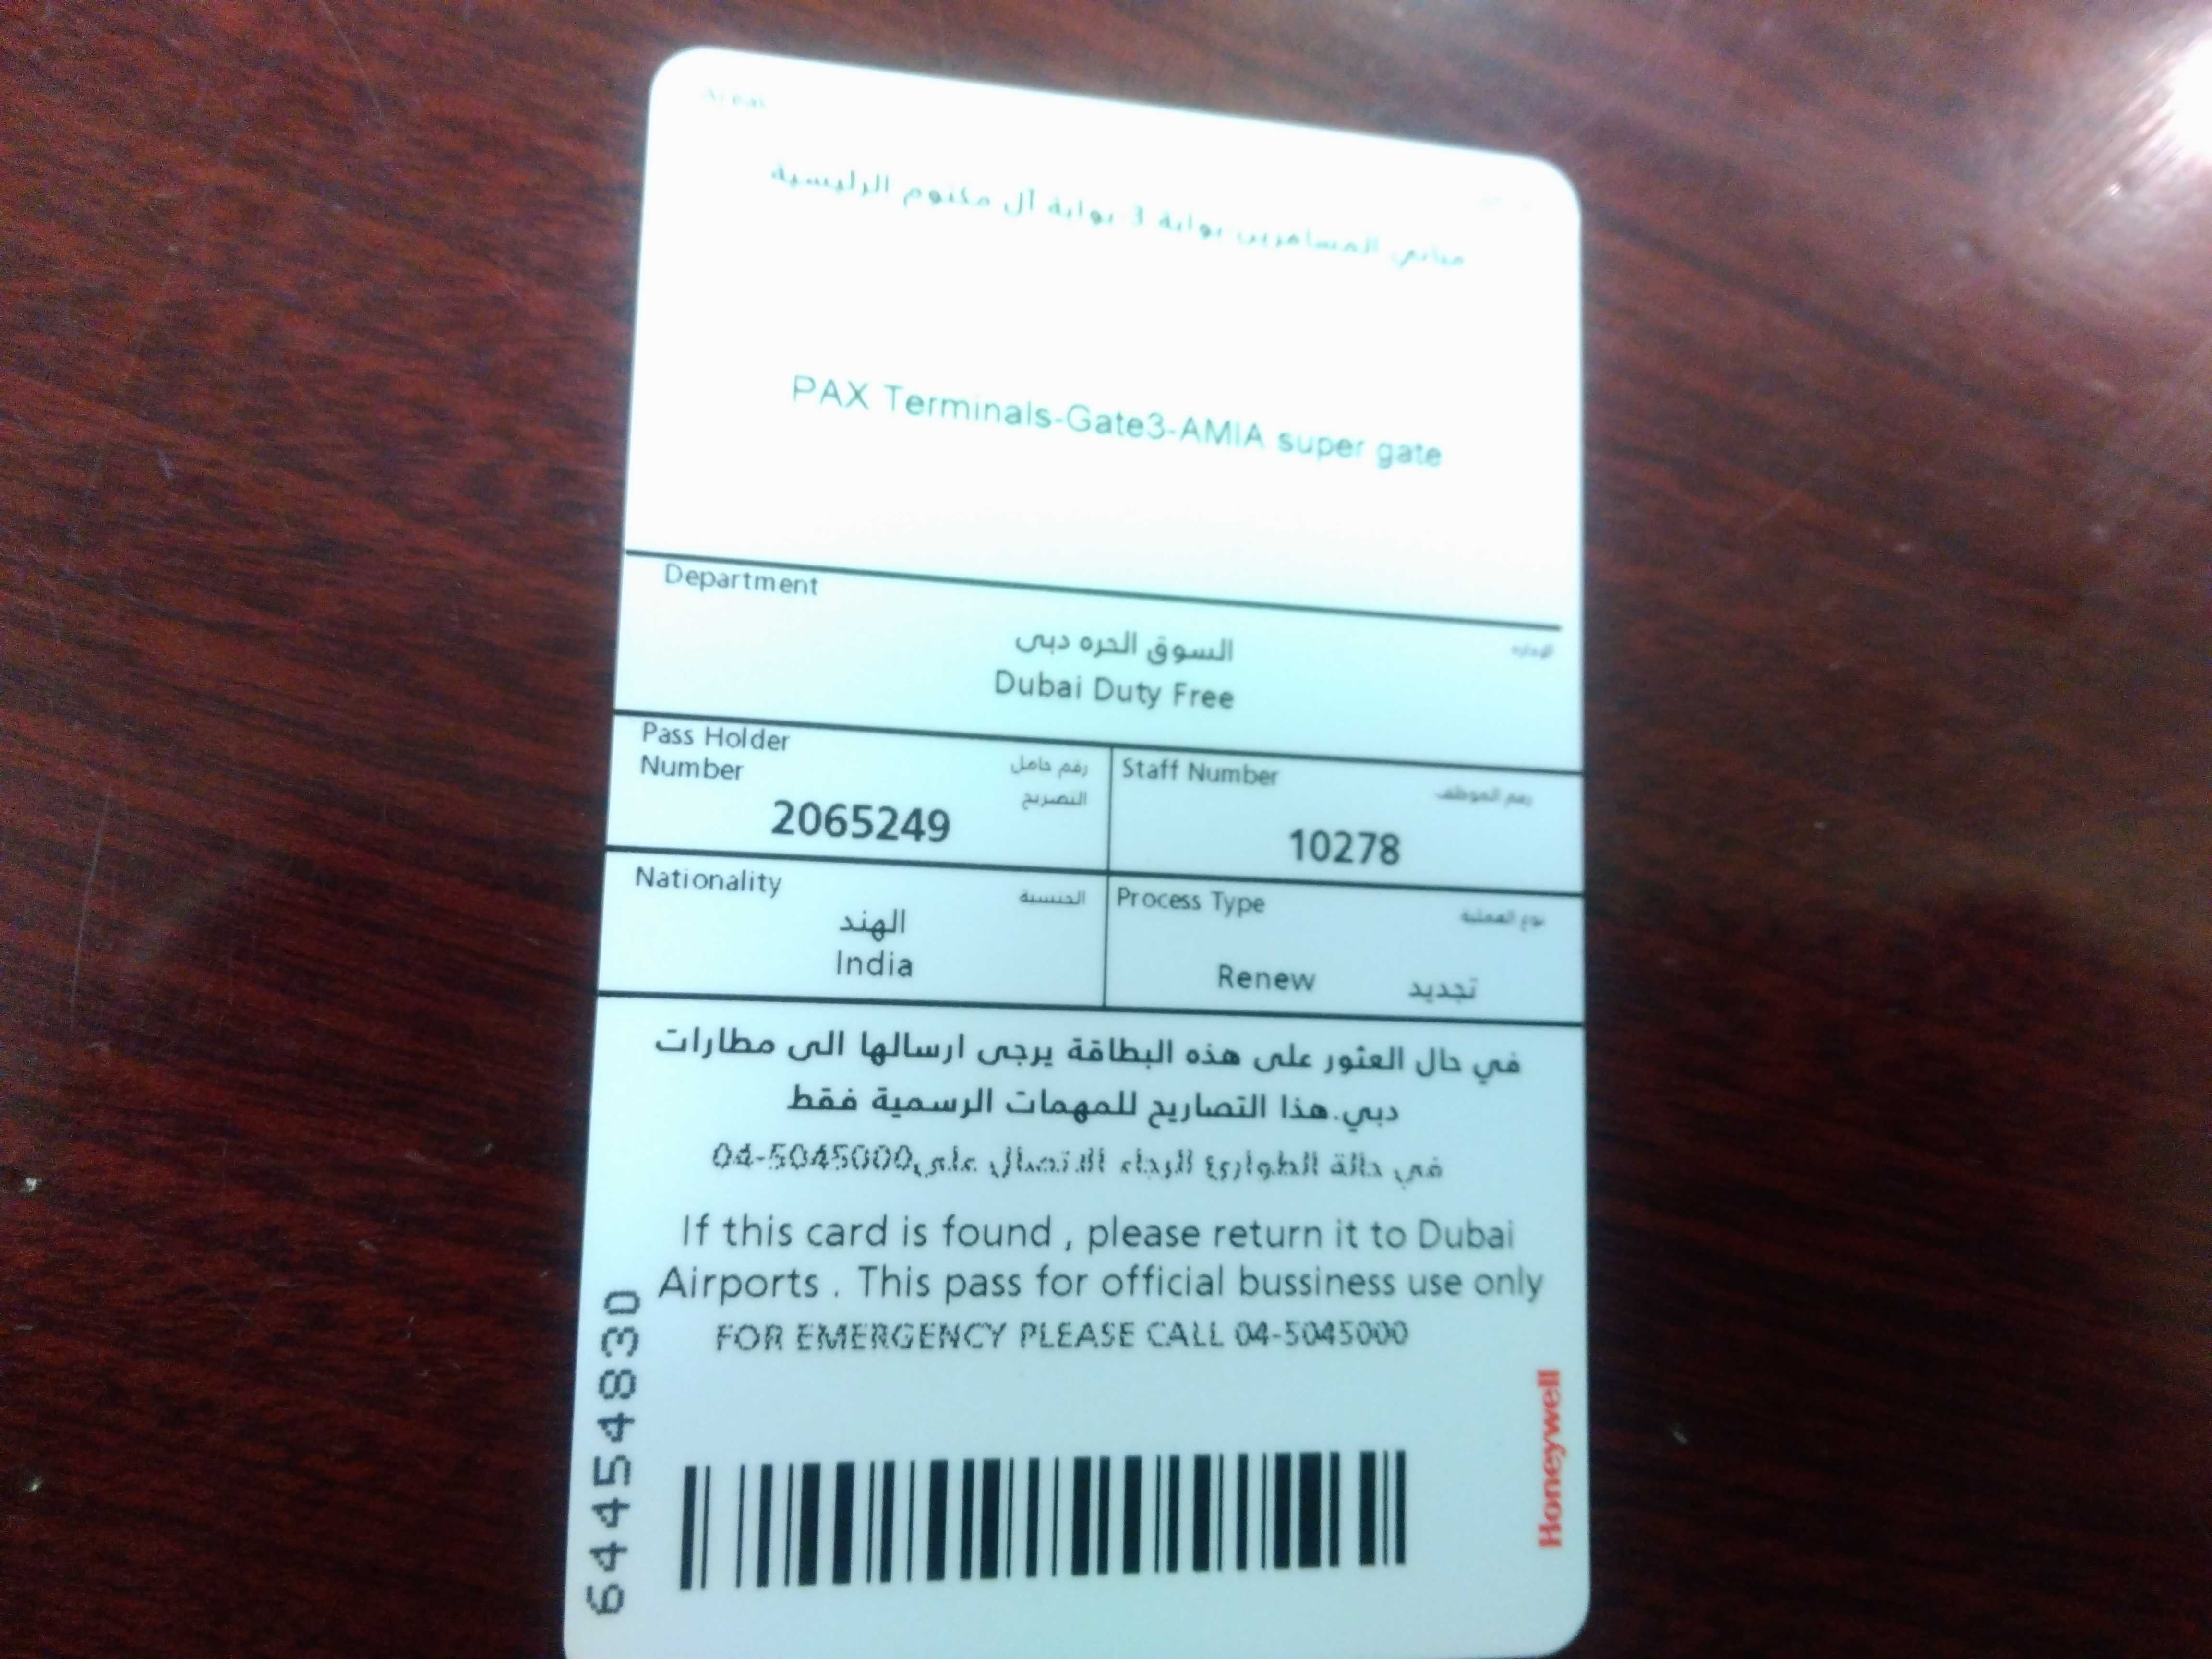 Areas
مباني المسافرين بوابة 3-بوابة آل مكتوم الرئيسية
PAX Terminals-Gate3-AMIA super gate
Department
الإدارة
السوق الحره دبى
Dubai Duty Free
Pass Holder
Number
رقم حامل
التصريح
2065249
Staff Number
رقم الموظف
10278
Nationality
الجنسية
الهند
India
Process Type
نوع العملية
Renew تجديد
في حال العثور على هذه البطاقة يرجى ارسالها الى مطارات
دبي.هذا التصاريح للمهمات الرسمية فقط
في حالة الطوارئ الرجاء الاتصال على04-5045000
If this card is found , please return it to Dubai
Airports . This pass for official bussiness use only
FOR EMERGENCY PLEASE CALL 04-5045000
64454830
Honeywell